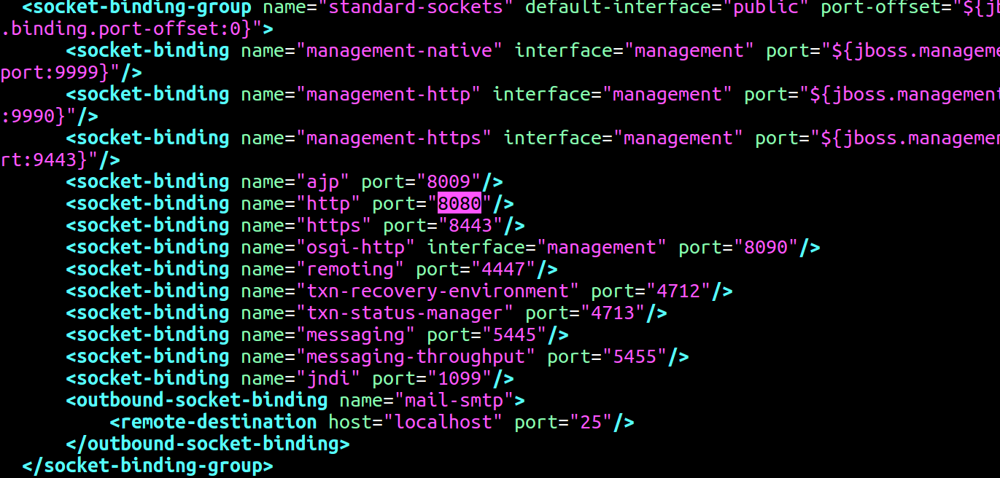 <socket-binding-group name="standard-sockets" default-interface="public" port-offset="${jb
.binding.port-offset:0}">
<socket-binding name="management-native" interface="management" port="${jboss.manageme
port:9999}"/>
<socket-binding name="management-http" interface="management" port="${jboss.management
:9990}"/>
<socket-binding name="management-https" interface="management" port="${jboss.managemen
rt:9443}"/>
<socket-binding name="ajp" port="8009"/>
<socket-binding name="http" port="8080"/>
<socket-binding name="https" port="8443"/>
<socket-binding name="osgi-http" interface="management" port="8090"/>
<socket-binding name="remoting" port="4447"/>
<socket-binding name="txn-recovery-environment" port="4712"/>
<socket-binding name="txn-status-manager" port="4713"/>
<socket-binding name="messaging" port="5445"/>
<socket-binding name="messaging-throughput" port="5455"/>
<socket-binding name="jndi" port="1099"/>
<outbound-socket-binding name="mail-smtp">
<remote-destination host="localhost" port="25"/>
</outbound-socket-binding>
</socket-binding-group>